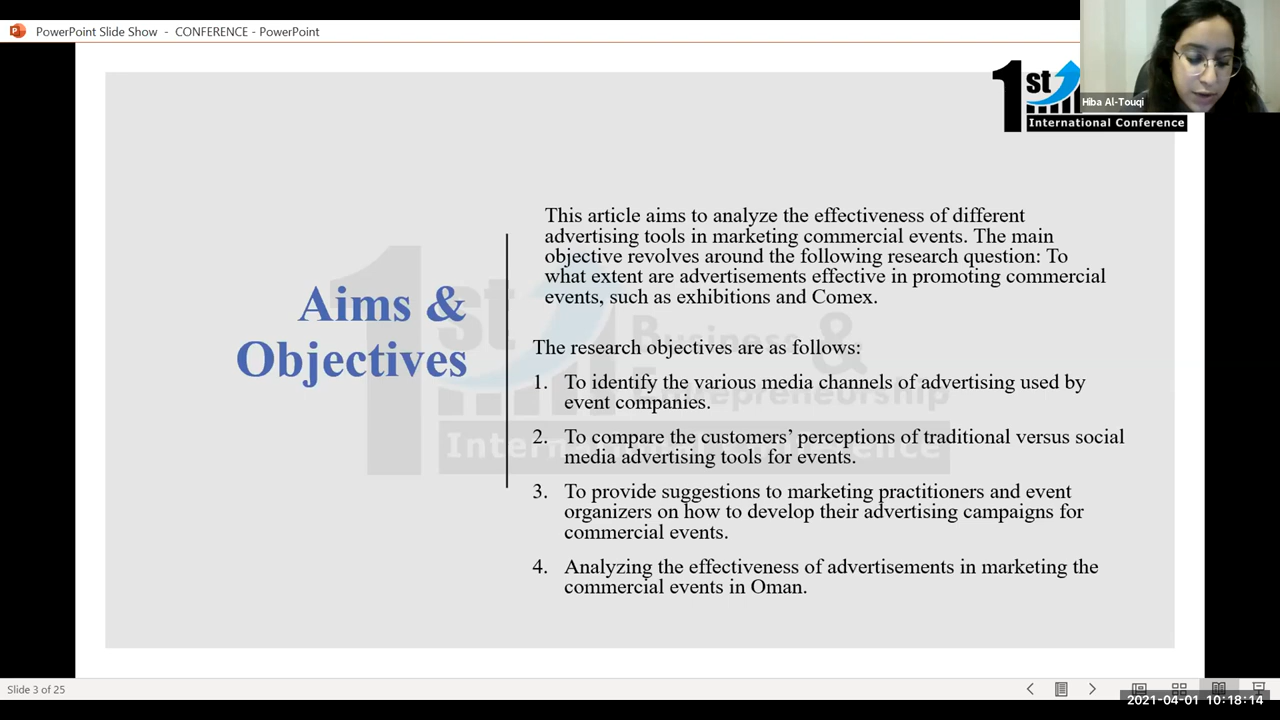 PowerPoint Slide Show - CONFERENCE - PowerPoint
1st
International Conference
Hiba Al-Touqi
Aims &
Objectives
This article aims to analyze the effectiveness of different
advertising tools in marketing commercial events. The main
objective revolves around the following research question: To
what extent are advertisements effective in promoting commercial
events, such as exhibitions and Comex.
The research objectives are as follows:
1. To identify the various media channels of advertising used by
event companies.
2. To compare the customers’ perceptions of traditional versus social
media advertising tools for events.
3. To provide suggestions to marketing practitioners and event
organizers on how to develop their advertising campaigns for
commercial events.
4. Analyzing the effectiveness of advertisements in marketing the
commercial events in Oman.
1st
Business &
Entrepreneurship
International Conference
Slide 3 of 25
2021-04-01 10:18:14